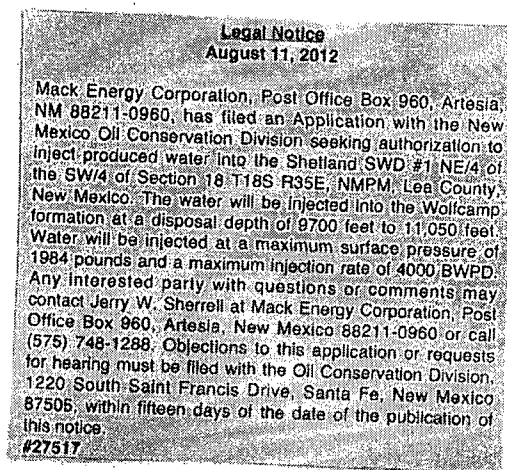 Legal Notice
August 11, 2012
Mack Energy Corporation, Post Office Box 960, Artesia,
NM 88211-0960, has filed an Application with the New
Mexico Oil Conservation Division seeking authorization to
inject produced water into the Shetland SWD #1 NE/4 of
the SW/4 of Section 18 T18S R35E, NMPM, Lea County,
New Mexico. The water will be injected into the Wolfcamp
formation at a disposal depth of 9700 feet to 11,050 feet.
Water will be injected at a maximum surface pressure of
1984 pounds and a maximum injection rate of 4000 BWPD.
Any interested party with questions or comments may
contact Jerry W. Sherrell at Mack Energy Corporation, Post
Office Box 960, Artesia, New Mexico 88211-0960 or call
(575) 748-1288. Objections to this application or requests
for hearing must be filed with the Oil Conservation Division,
1220 South Saint Francis Drive, Santa Fe, New Mexico
87505, within fifteen days of the date of the publication of
this notice.
#27517